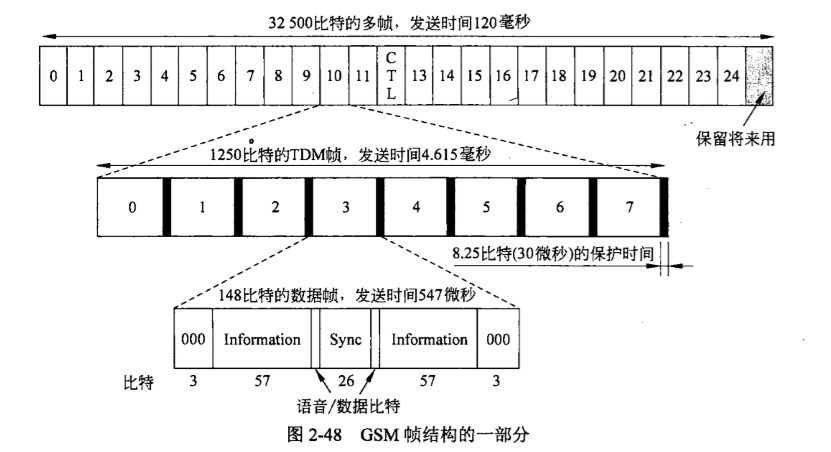 32 500比特的多帧，发送时间120毫秒
0 1 2 3 4 5 6 7 8 9 10 11 CTL 13 14 15 16 17 18 19 20 21 22 23 24
保留将来用
1250比特的TDM帧，发送时间4.615毫秒
0 1 2 3 4 5 6 7
8.25比特(30微秒)的保护时间
148比特的数据帧，发送时间547微秒
000 Information Sync Information 000
比特 3 57 26 57 3
语音/数据比特
图 2-48 GSM 帧结构的一部分